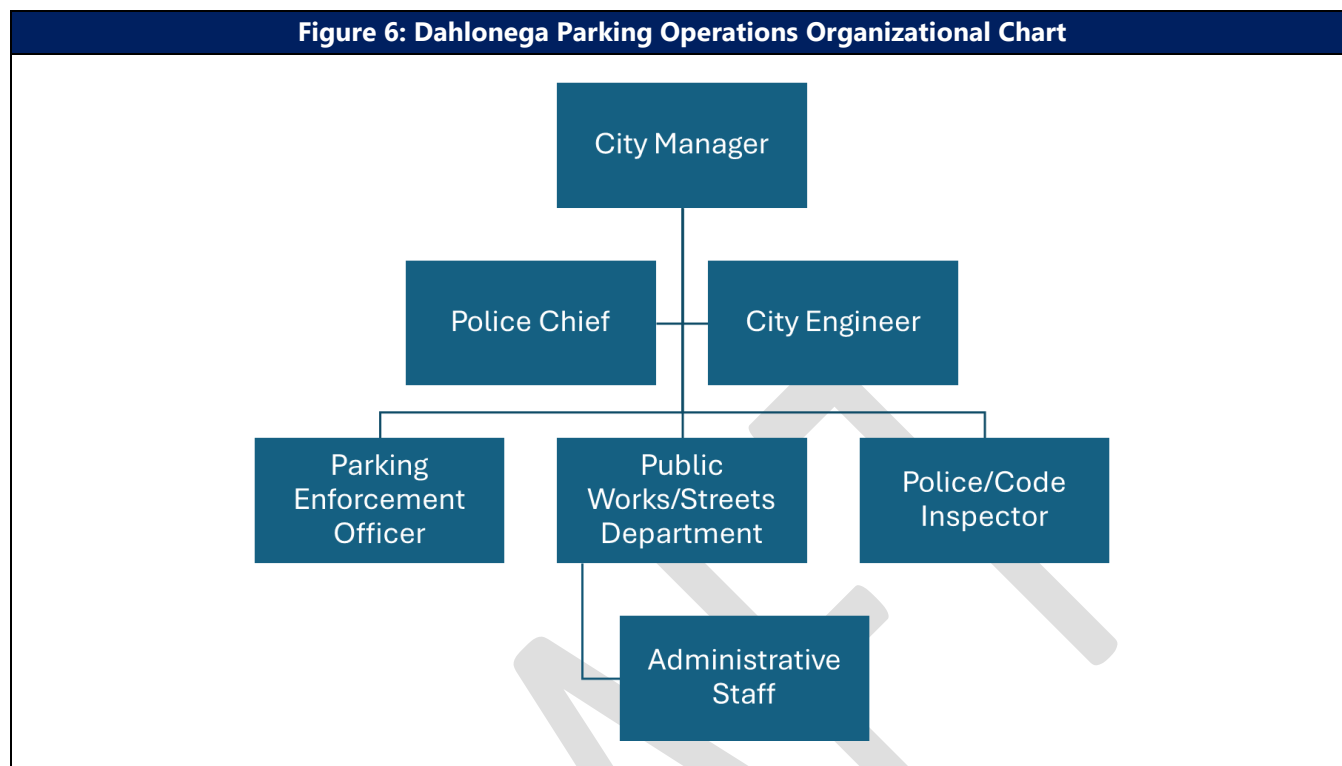 Figure 6: Dahlonega Parking Operations Organizational Chart
City Manager
Police Chief
City Engineer
Parking
Enforcement
Officer
Public
Works/Streets
Department
Police/Code
Inspector
Administrative
Staff